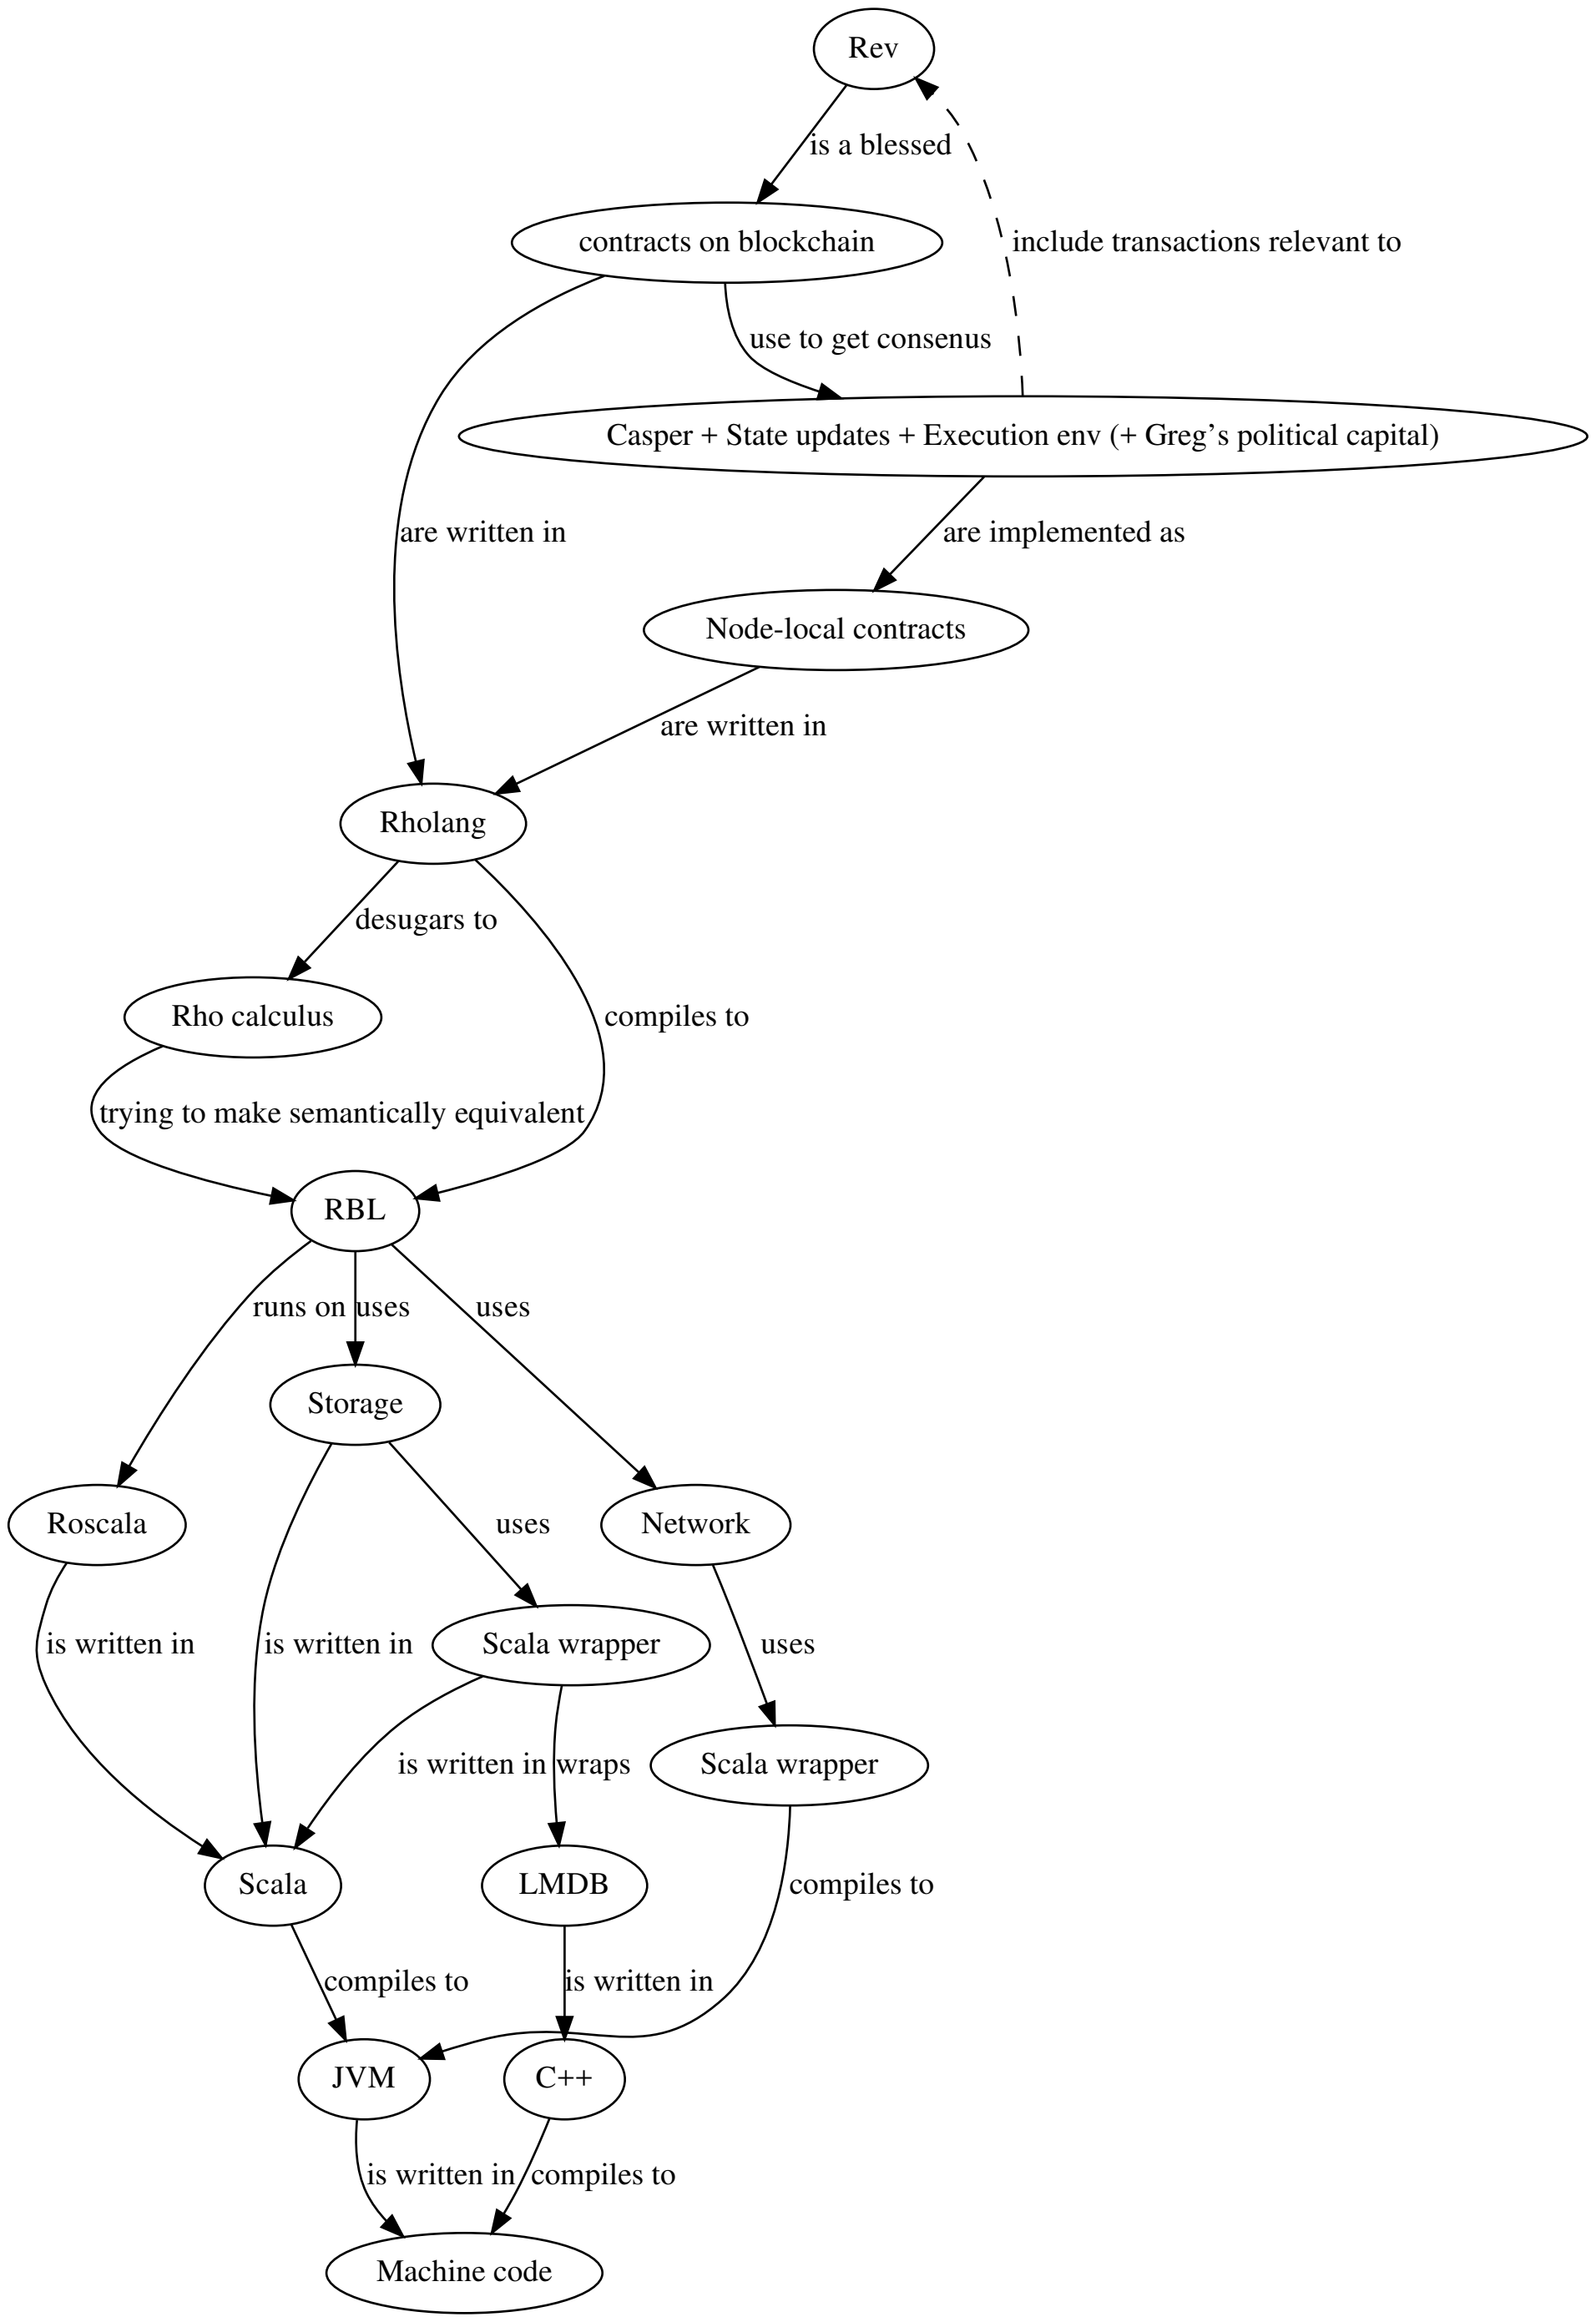 Rev
is a blessed
contracts on blockchain
include transactions relevant to
use to get consenus
Casper + State updates + Execution env (+ Greg’s political capital)
are written in
are implemented as
Node-local contracts
are written in
Rholang
desugars to
Rho calculus
compiles to
trying to make semantically equivalent
RBL
runs on
uses
uses
Storage
Roscala
uses
Network
is written in
is written in
Scala wrapper
uses
is written in
wraps
Scala wrapper
Scala
LMDB
compiles to
compiles to
is written in
JVM
C++
is written in
compiles to
Machine code